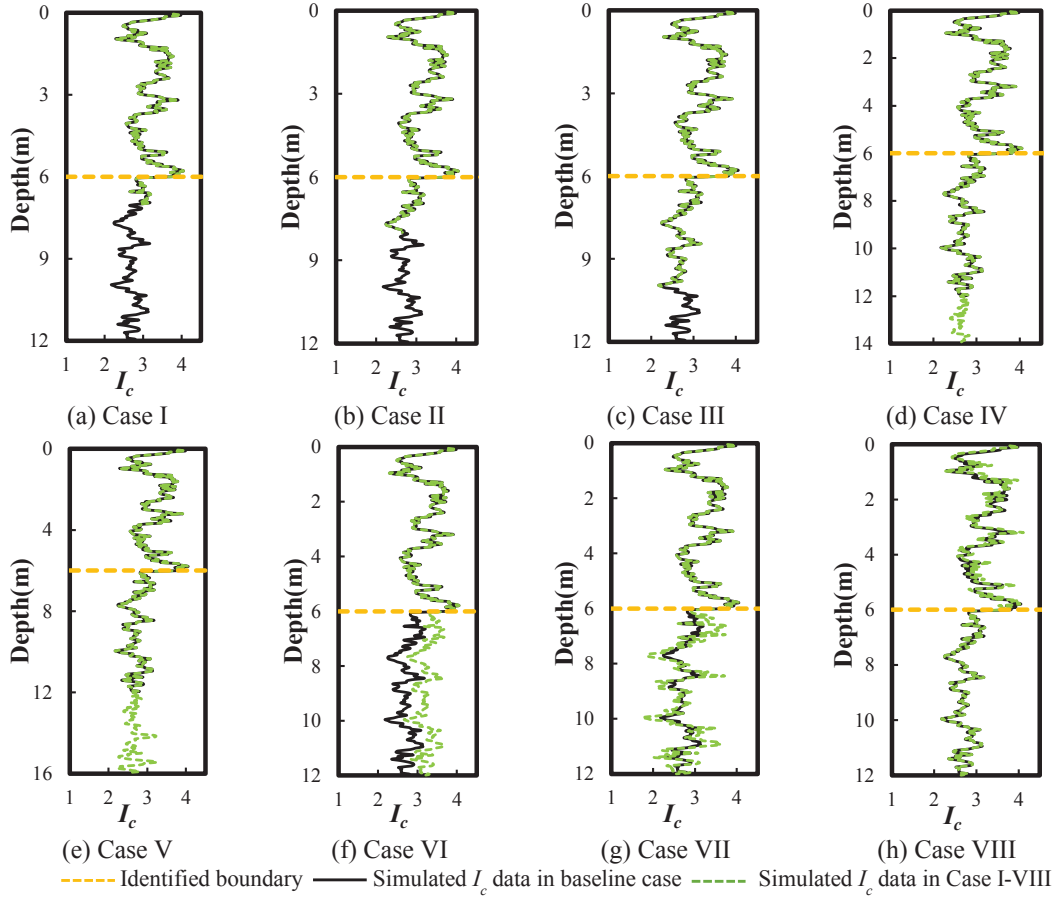 0
3
6
9
12
Depth(m)
1 2 3 4
I_c
(a) Case I
0
3
6
9
12
Depth(m)
1 2 3 4
I_c
(b) Case II
0
3
6
9
12
Depth(m)
1 2 3 4
I_c
(c) Case III
0
2
4
6
8
10
12
14
Depth(m)
1 2 3 4
I_c
(d) Case IV
0
4
8
12
16
Depth(m)
1 2 3 4
I_c
(e) Case V
0
2
4
6
8
10
12
Depth(m)
1 2 3 4
I_c
(f) Case VI
0
2
4
6
8
10
12
Depth(m)
1 2 3 4
I_c
(g) Case VII
0
2
4
6
8
10
12
Depth(m)
1 2 3 4
I_c
(h) Case VIII
Identified boundary Simulated I_c data in baseline case Simulated I_c data in Case I-VIII